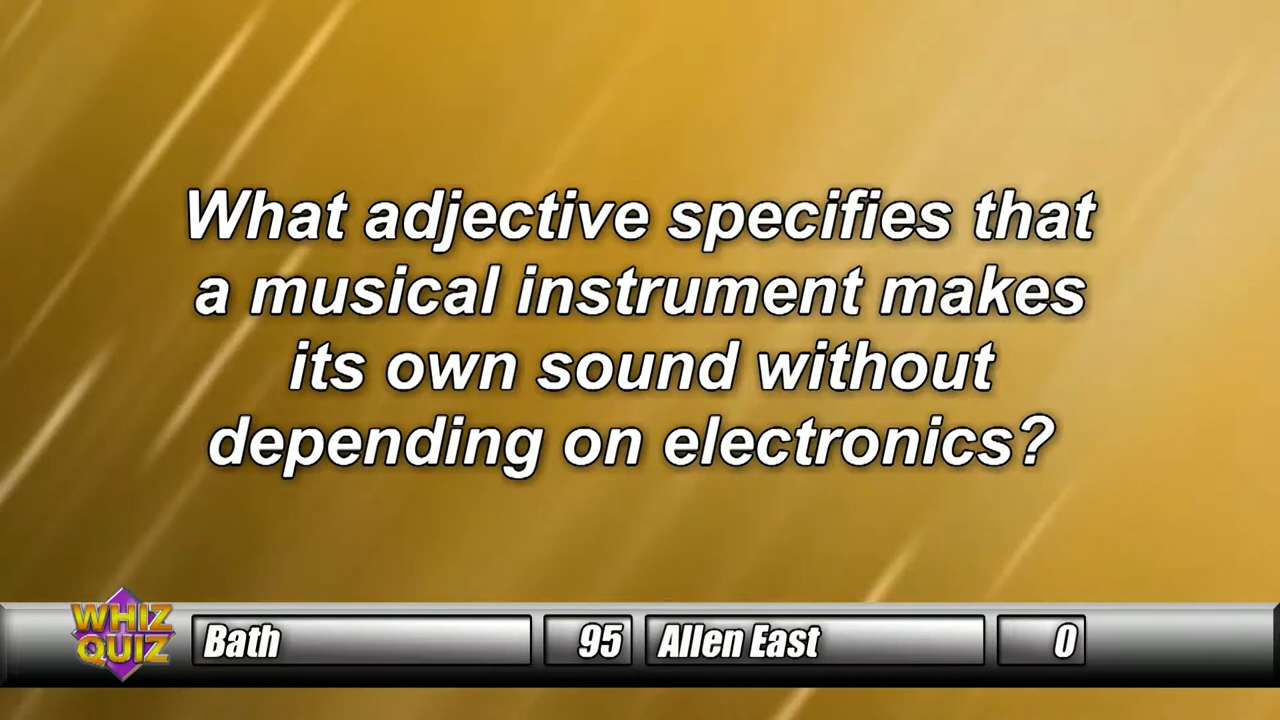 What adjective specifies that
a musical instrument makes
its own sound without
depending on electronics?
WHIZ
QUIZ
Bath 95 Allen East 0